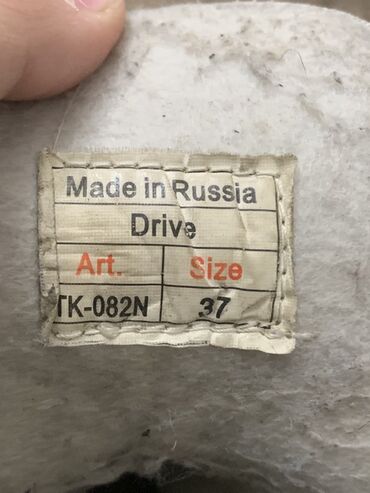 Made in Russia
Drive
Art. Size
TK-082N 37